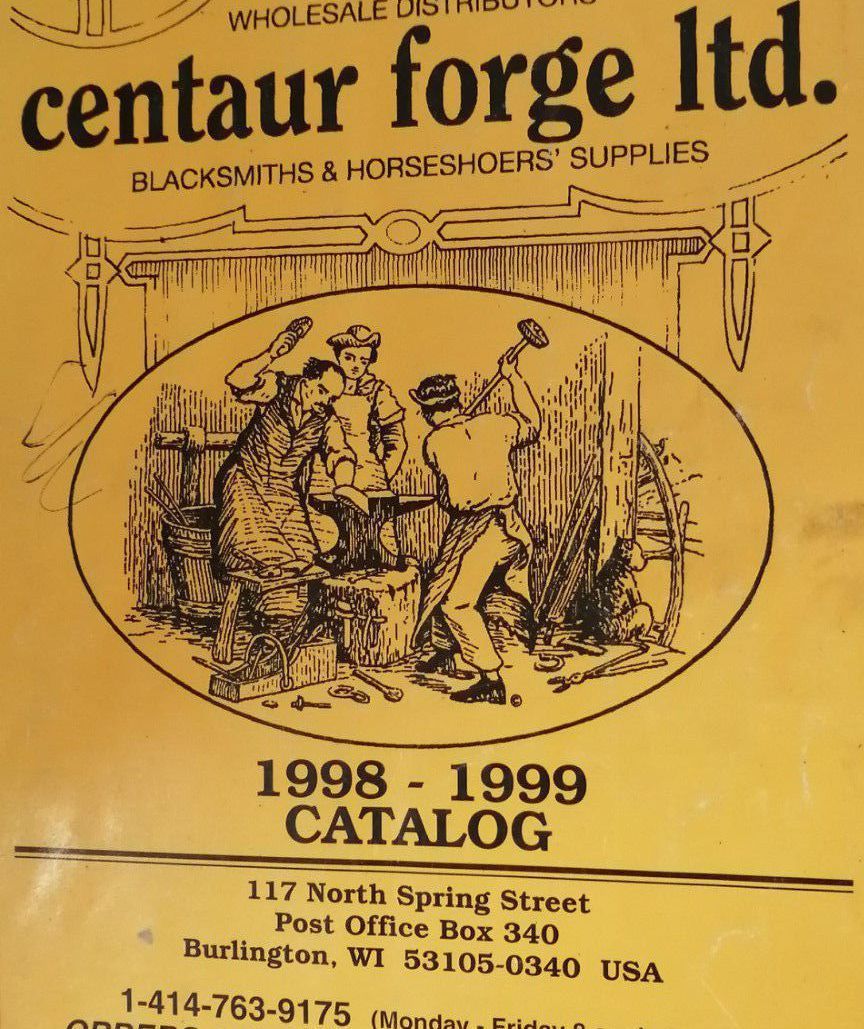 WHOLESALE DISTRIBUTORS
centaur forge ltd.
BLACKSMITHS & HORSESHOERS' SUPPLIES
©
1998 - 1999
CATALOG
117 North Spring Street
Post Office Box 340
Burlington, WI 53105-0340 USA
1-414-763-9175 (Monday - Friday